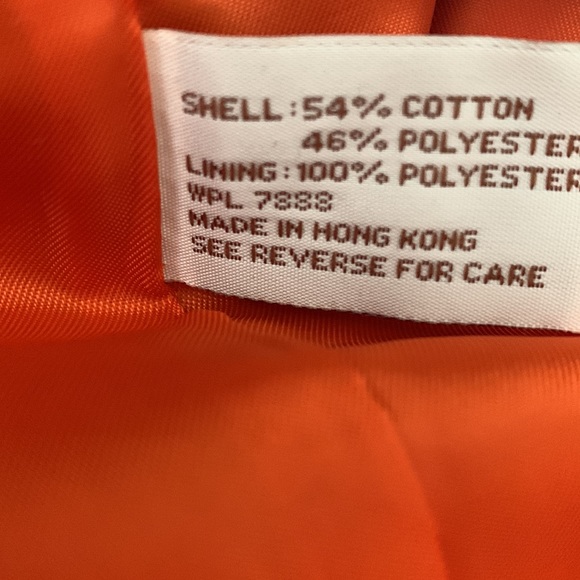 SHELL: 54% COTTON
46% POLYESTER
LINING: 100% POLYESTER
WPL 7888
MADE IN HONG KONG
SEE REVERSE FOR CARE